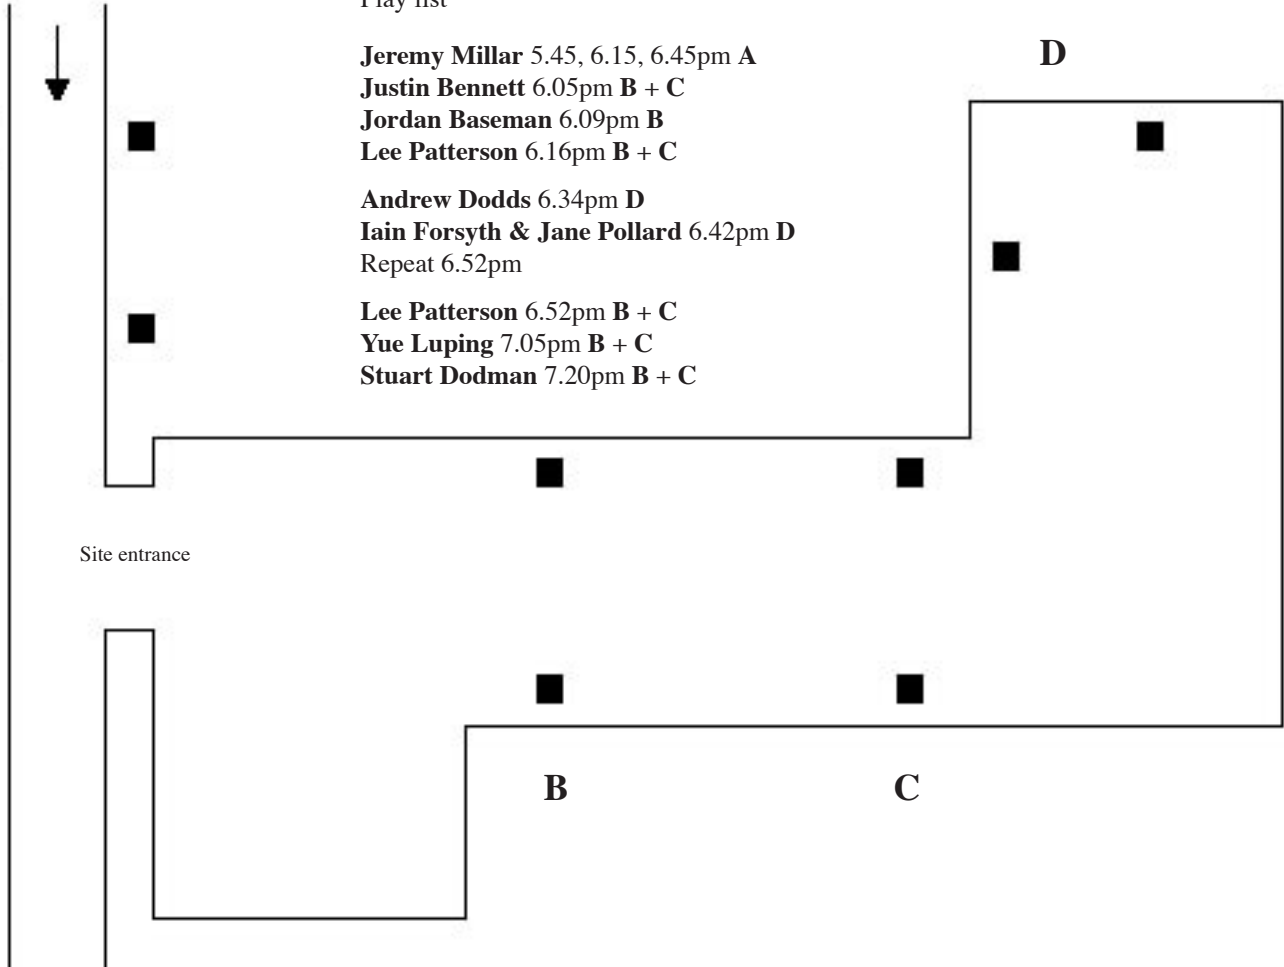 Play list
Jeremy Millar 5.45, 6.15, 6.45pm A
Justin Bennett 6.05pm B + C
Jordan Baseman 6.09pm B
Lee Patterson 6.16pm B + C
Andrew Dodds 6.34pm D
Iain Forsyth & Jane Pollard 6.42pm D
Repeat 6.52pm
Lee Patterson 6.52pm B + C
Yue Luping 7.05pm B + C
Stuart Dodman 7.20pm B + C
D
Site entrance
B
C